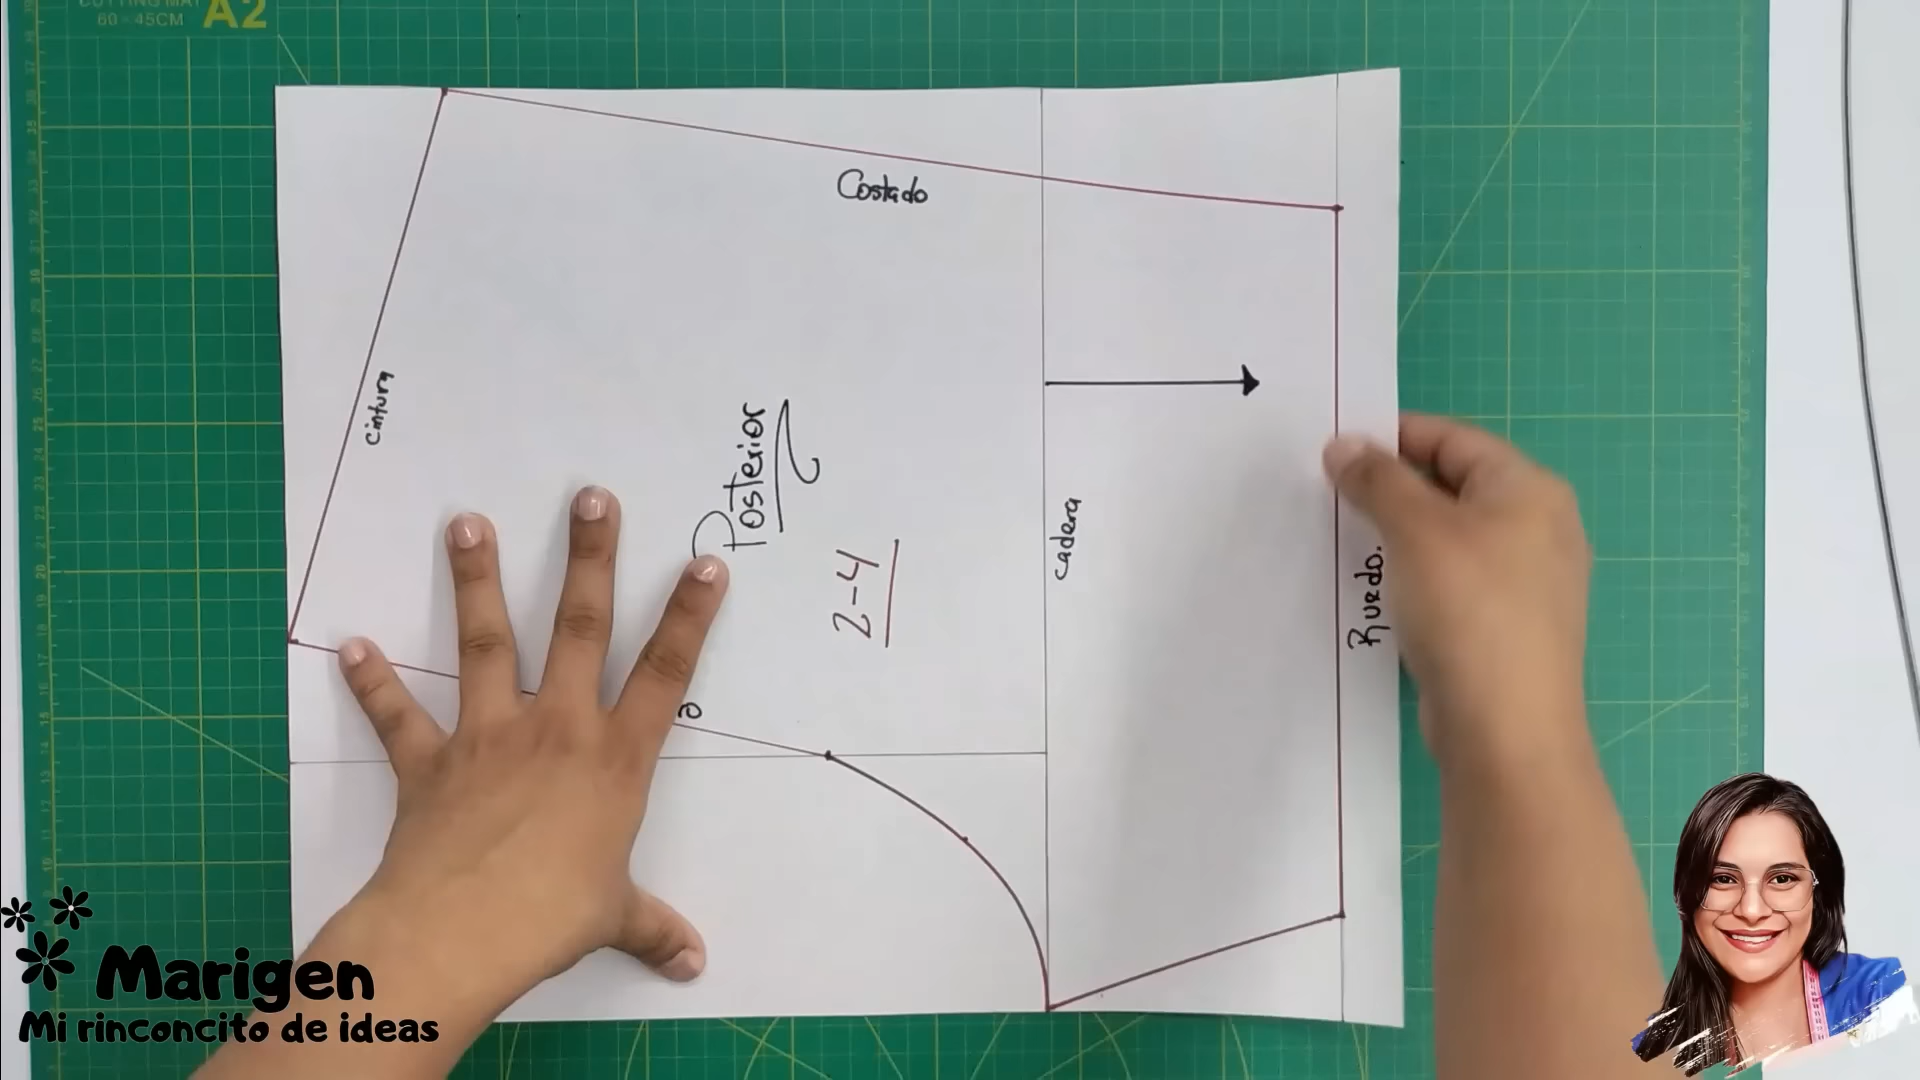 CUTTING MAT
60 × 45CM A2
Costado
cintura
Posterior
2-4
cadera
Ruedo.
Marigen
Mi rinconcito de ideas